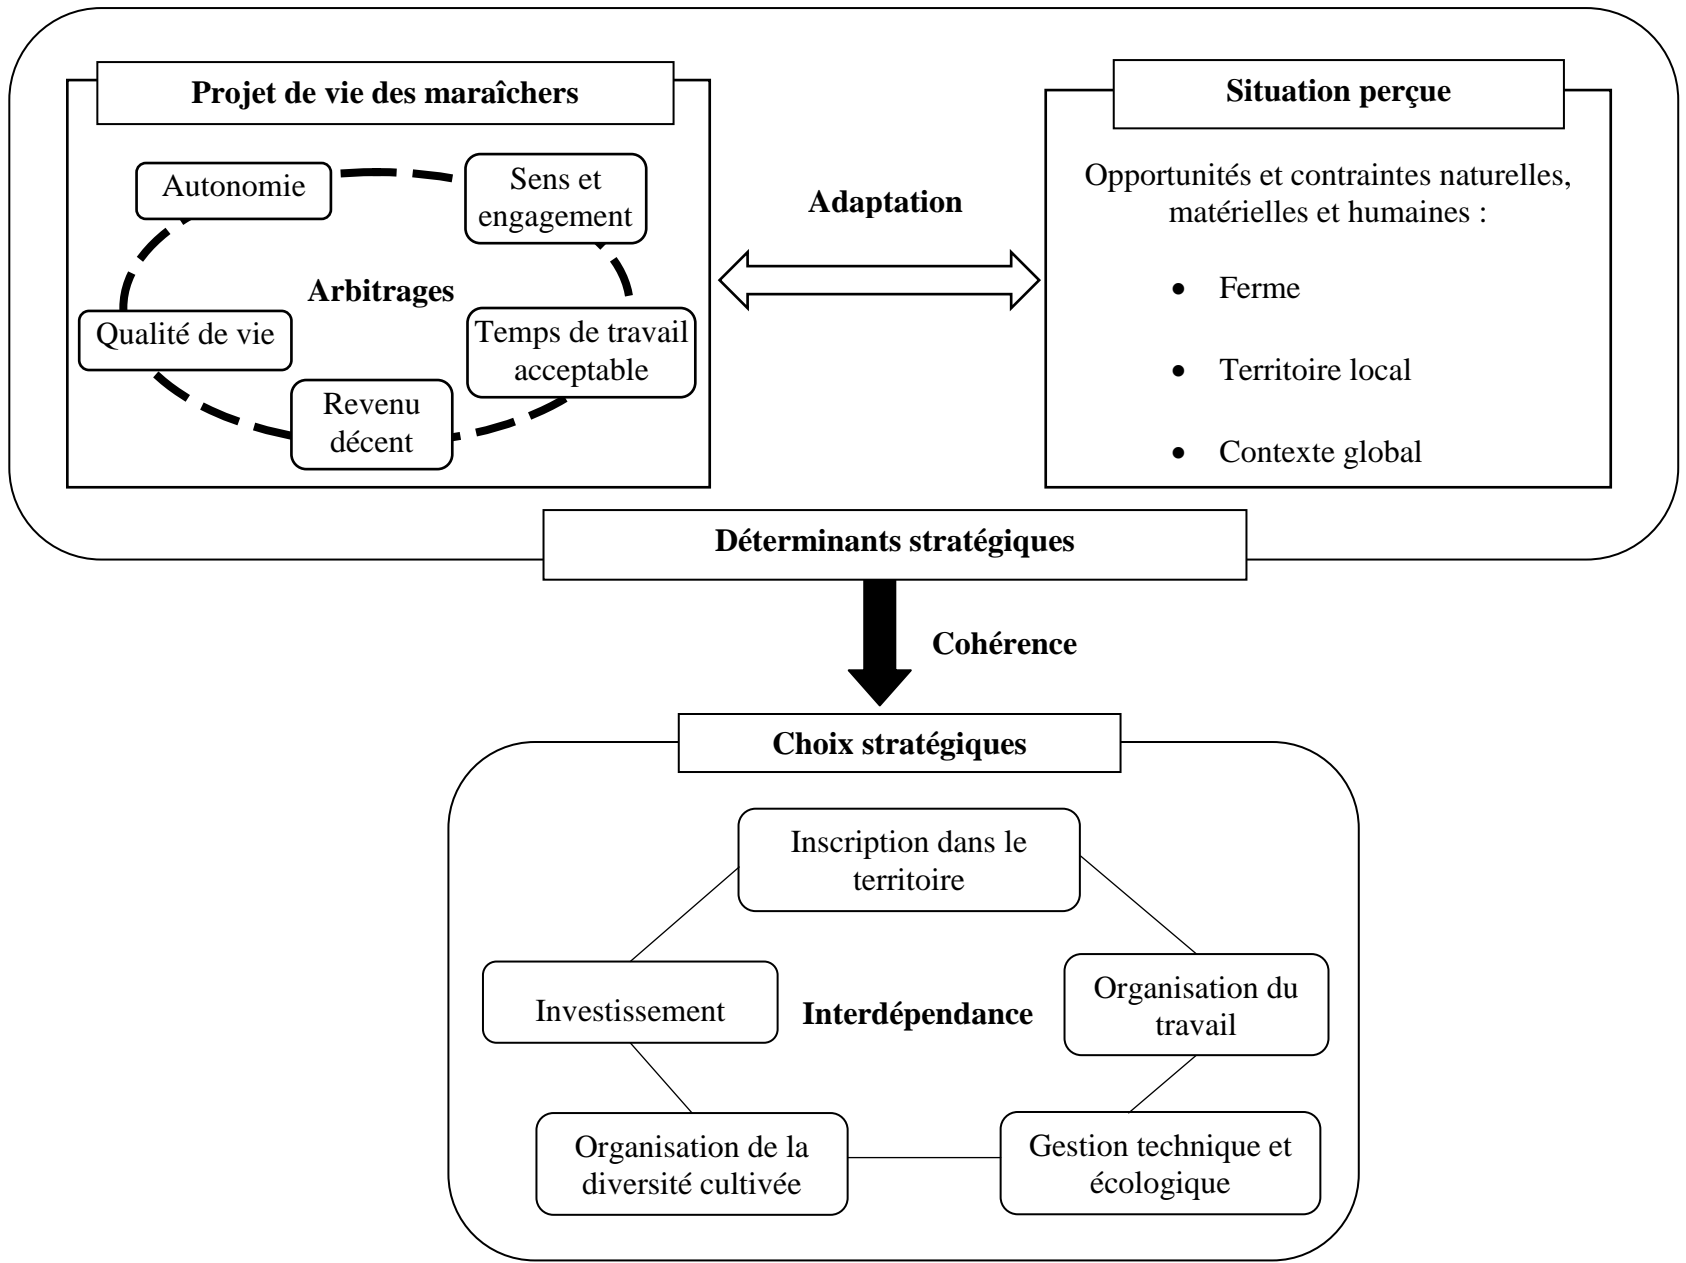 Projet de vie des maraîchers
Autonomie
Sens et
engagement
Arbitrages
Qualité de vie
Temps de travail
acceptable
Revenu
décent
Adaptation
Situation perçue
Opportunités et contraintes naturelles,
matérielles et humaines :
• Ferme
• Territoire local
• Contexte global
Déterminants stratégiques
Cohérence
Choix stratégiques
Inscription dans le
territoire
Investissement
Interdépendance
Organisation du
travail
Organisation de la
diversité cultivée
Gestion technique et
écologique